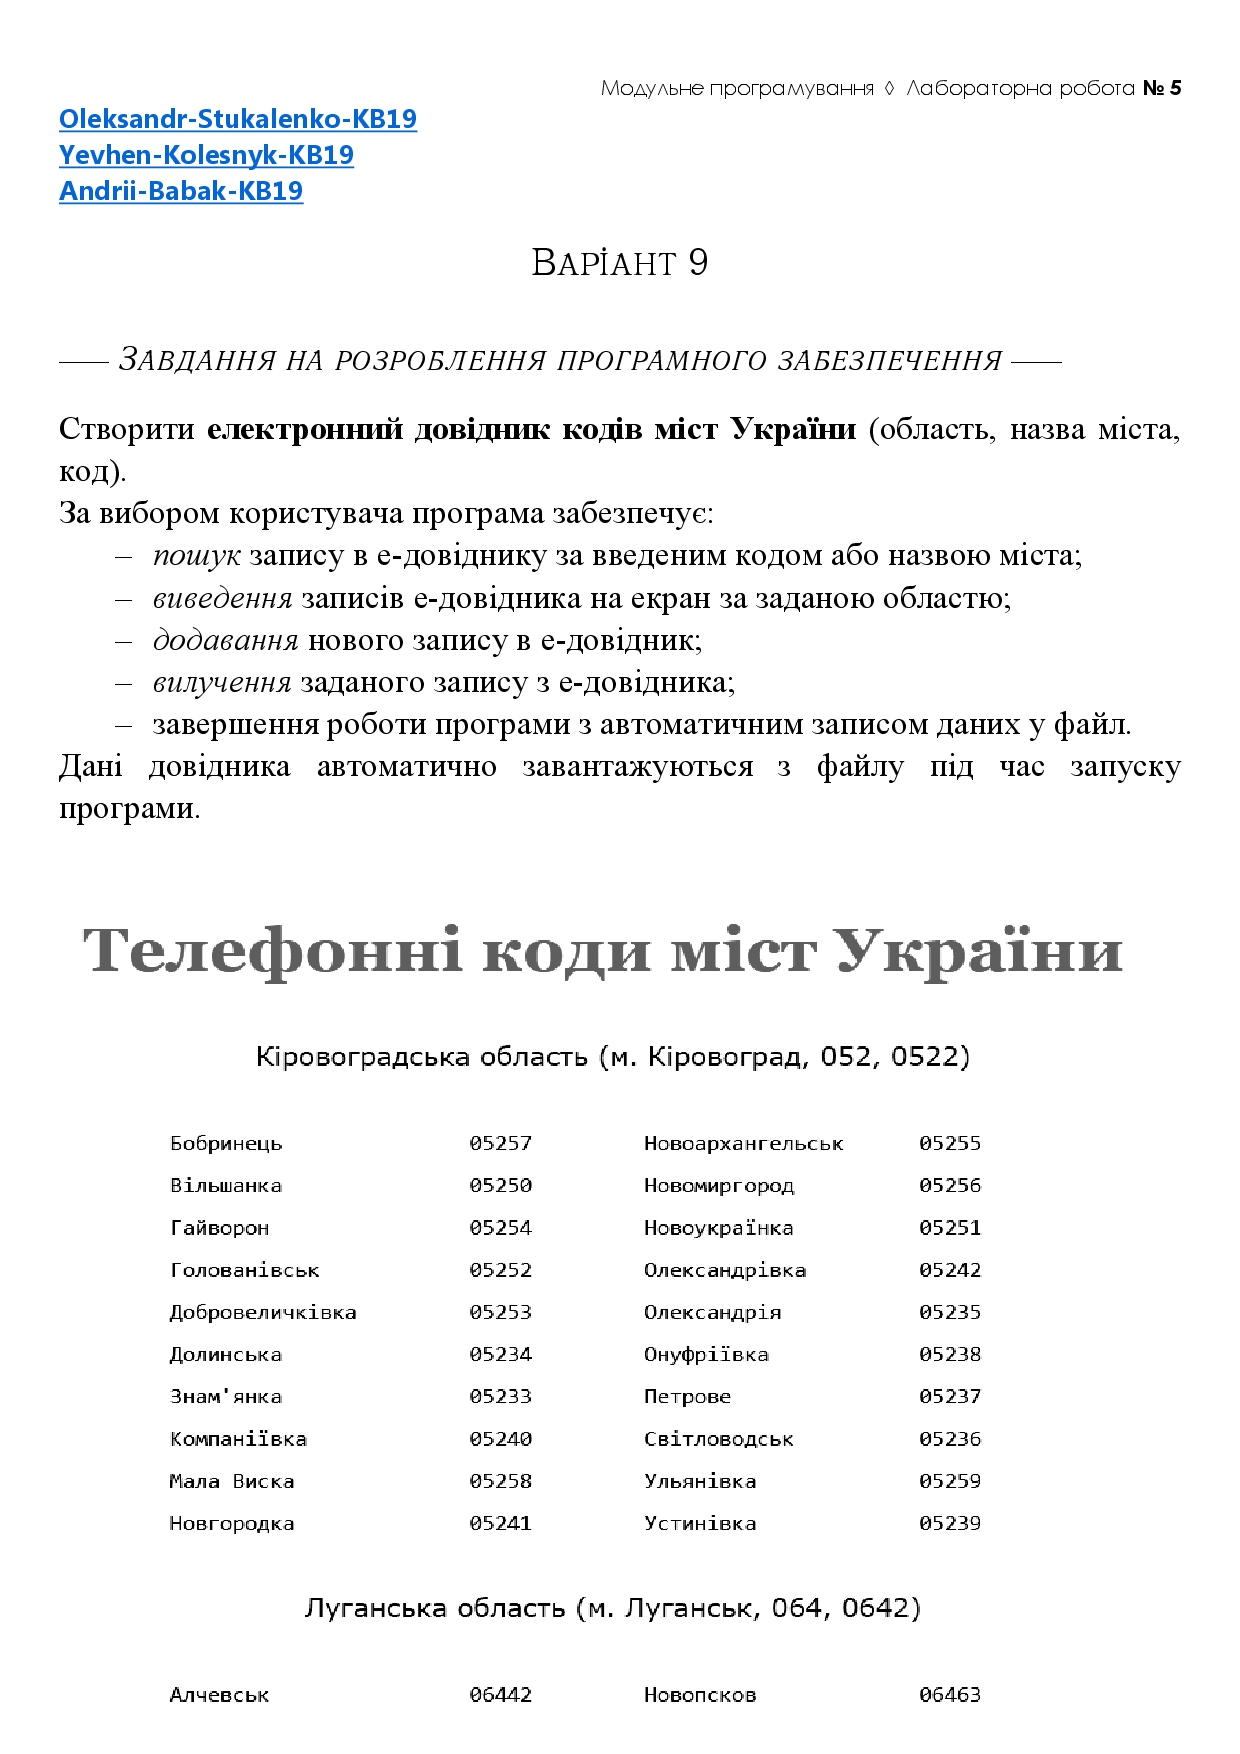 Модульне програмування ◊ Лабораторна робота № 5
Oleksandr-Stukalenko-KB19
Yevhen-Kolesnyk-KB19
Andrii-Babak-KB19
ВАРІАНТ 9
—— ЗАВДАННЯ НА РОЗРОБЛЕННЯ ПРОГРАМНОГО ЗАБЕЗПЕЧЕННЯ ——
Створити електронний довідник кодів міст України (область, назва міста,
код).
За вибором користувача програма забезпечує:
– пошук запису в е-довіднику за введеним кодом або назвою міста;
– виведення записів е-довідника на екран за заданою областю;
– додавання нового запису в е-довідник;
– вилучення заданого запису з е-довідника;
– завершення роботи програми з автоматичним записом даних у файл.
Дані довідника автоматично завантажуються з файлу під час запуску
програми.
Телефонні коди міст України
Кіровоградська область (м. Кіровоград, 052, 0522)
Бобринець 05257 Новоархангельськ 05255
Вільшанка 05250 Новомиргород 05256
Гайворон 05254 Новоукраїнка 05251
Голованівськ 05252 Олександрівка 05242
Добровеличківка 05253 Олександрія 05235
Долинська 05234 Онуфріївка 05238
Знам'янка 05233 Петрове 05237
Компаніївка 05240 Світловодськ 05236
Мала Виска 05258 Ульянівка 05259
Новгородка 05241 Устинівка 05239
Луганська область (м. Луганськ, 064, 0642)
Алчевськ 06442 Новопсков 06463